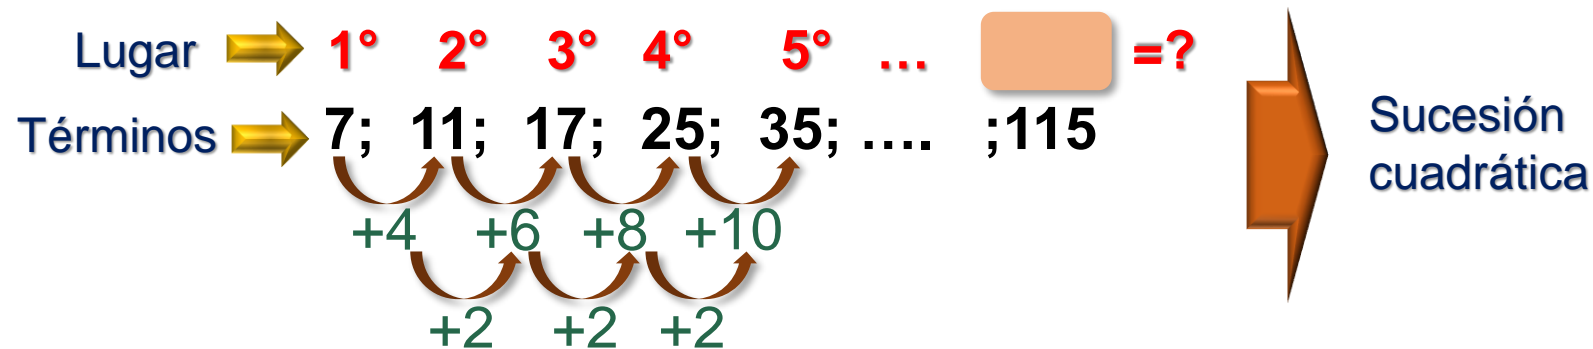 Lugar 1° 2° 3° 4° 5° ... =?
Términos 7; 11; 17; 25; 35; .... ;115
+4 +6 +8 +10
+2 +2 +2
Sucesión
cuadrática